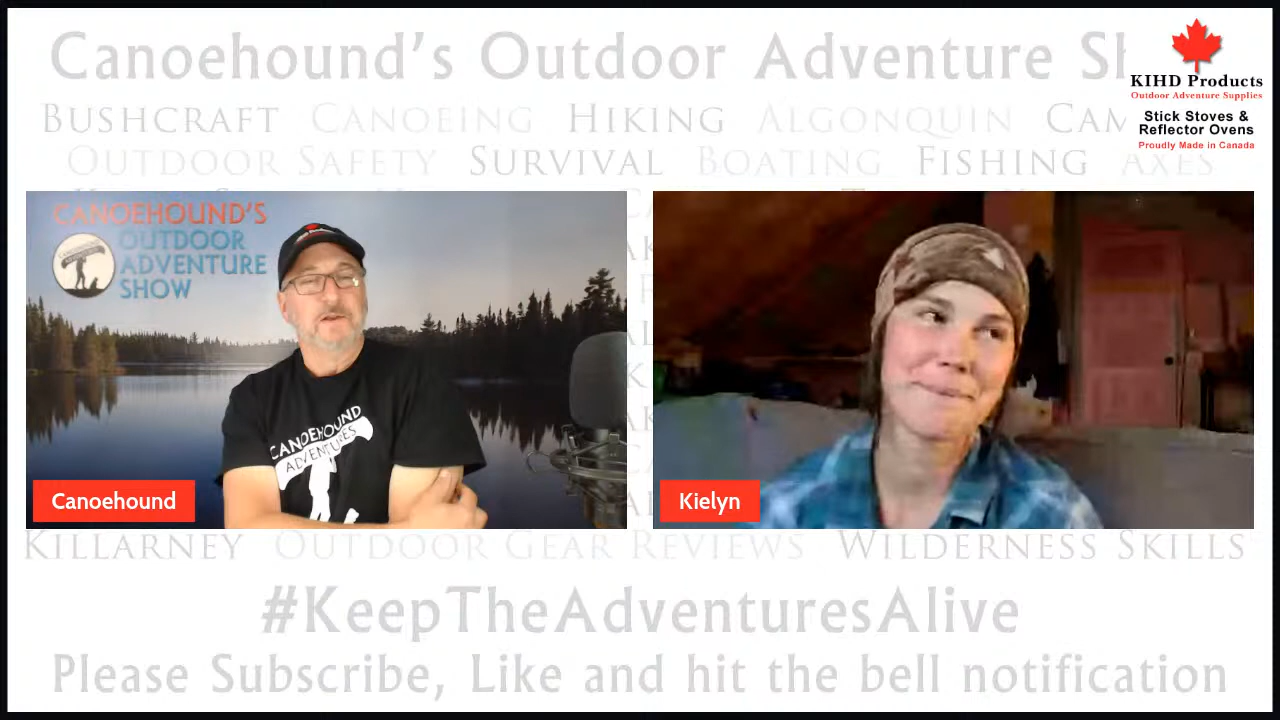 Canoehound's Outdoor Adventure
KIHD Products
Outdoor Adventure Supplies
Stick Stoves &
Reflector Ovens
Proudly Made in Canada
BUSHCRAFT CANOEING HIKING ALGONQUIN
OUTDOOR SAFETY SURVIVAL BOATING FISHING AXES
CANOEHOUND'S
OUTDOOR
ADVENTURE
SHOW
CANOEHOUND
ADVENTURES
Canoehound
Kielyn
KILLARNEY OUTDOOR GEAR REVIEWS WILDERNESS SKILLS
#KeepTheAdventuresAlive
Please Subscribe, Like and hit the bell notification